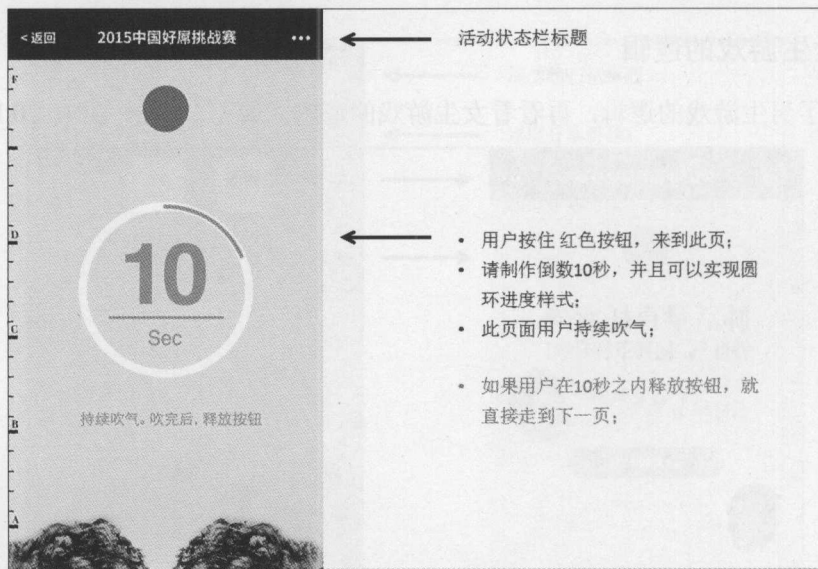 <返回 2015中国好屌挑战赛 •••
活动状态栏标题
F
D
10
Sec
C
B
A
持续吹气。吹完后，释放按钮
• 用户按住 红色按钮，来到此页；
• 请制作倒数10秒，并且可以实现圆
环进度样式；
• 此页面用户持续吹气；
• 如果用户在10秒之内释放按钮，就
直接走到下一页；